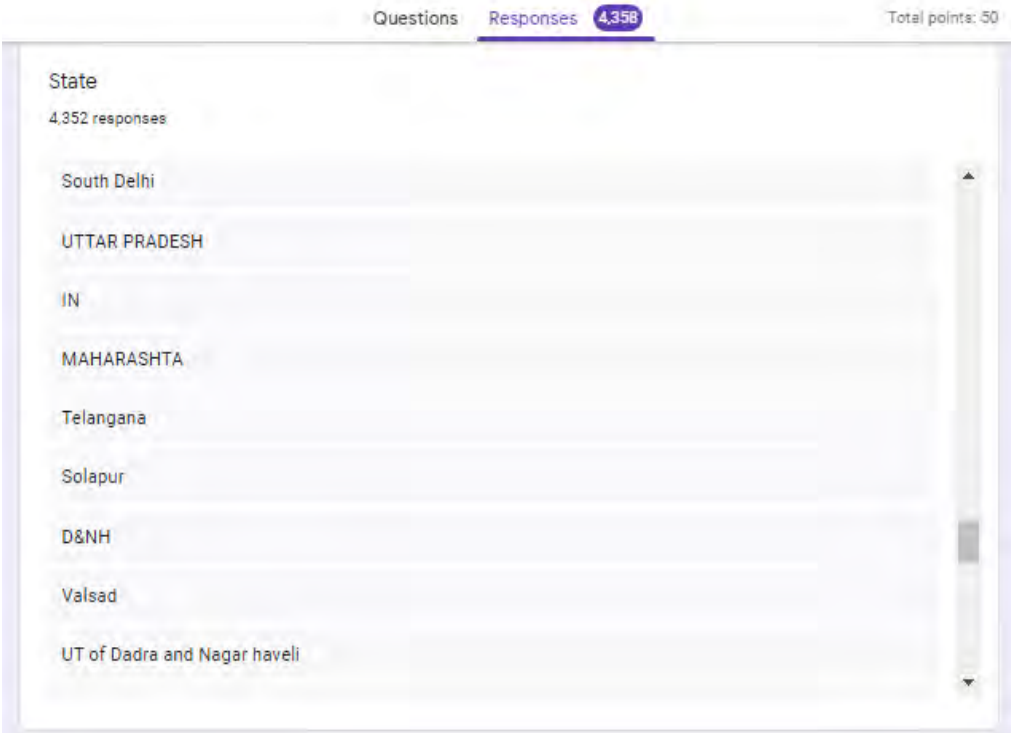 Questions Responses 4,358 Total points: 50
State
4,352 responses
South Delhi
UTTAR PRADESH
IN
MAHARASHTA
Telangana
Solapur
D&NH
Valsad
UT of Dadra and Nagar haveli